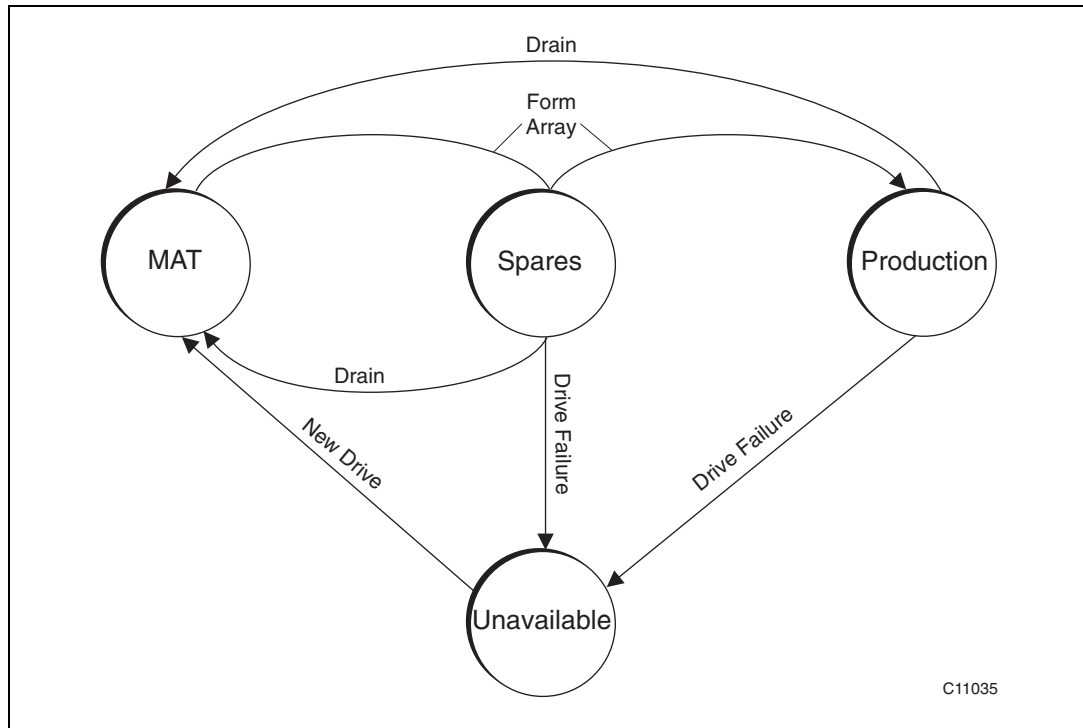 Drain
Form
Array
MAT
Spares
Production
Drain
New Drive
Drive Failure
Drive Failure
Unavailable
C11035